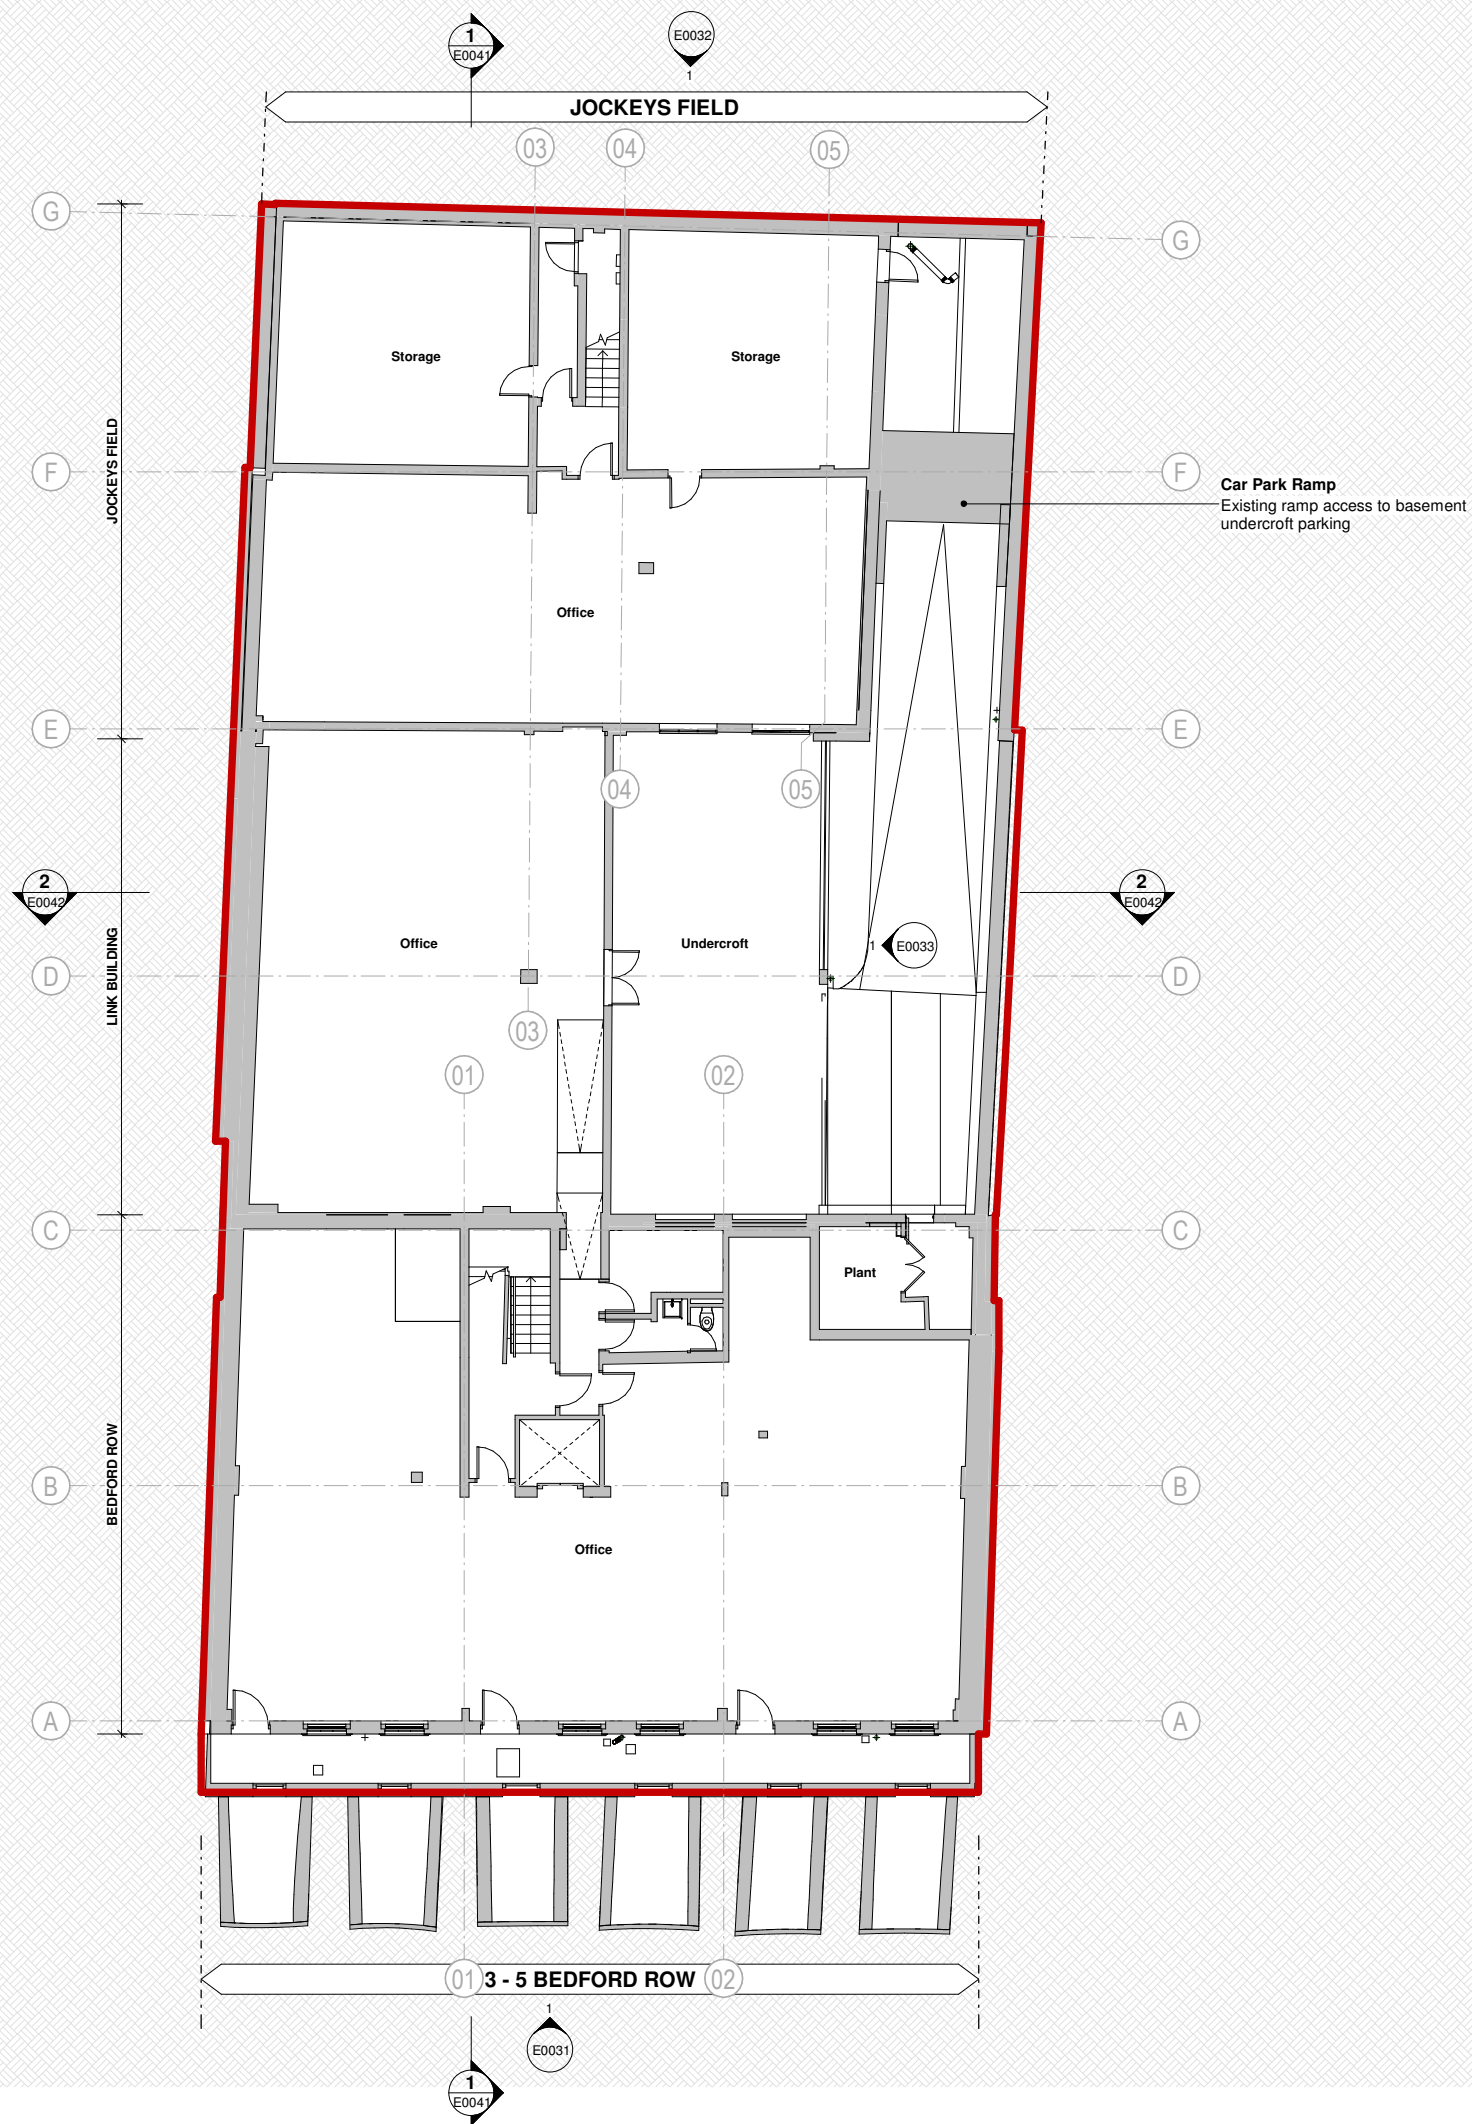 1
E0041
E0032
1
JOCKEYS FIELD
03
04
05
G
G
Storage
Storage
JOCKEYS FIELD
F
F
Car Park Ramp
Existing ramp access to basement
undercroft parking
Office
E
E
04
05
2
E0042
2
E0042
LINK BUILDING
Office
Undercroft
1
E0033
D
D
03
01
02
C
C
Plant
BEDFORD ROW
B
B
Office
A
A
01
3 - 5 BEDFORD ROW
02
1
E0031
1
E0041